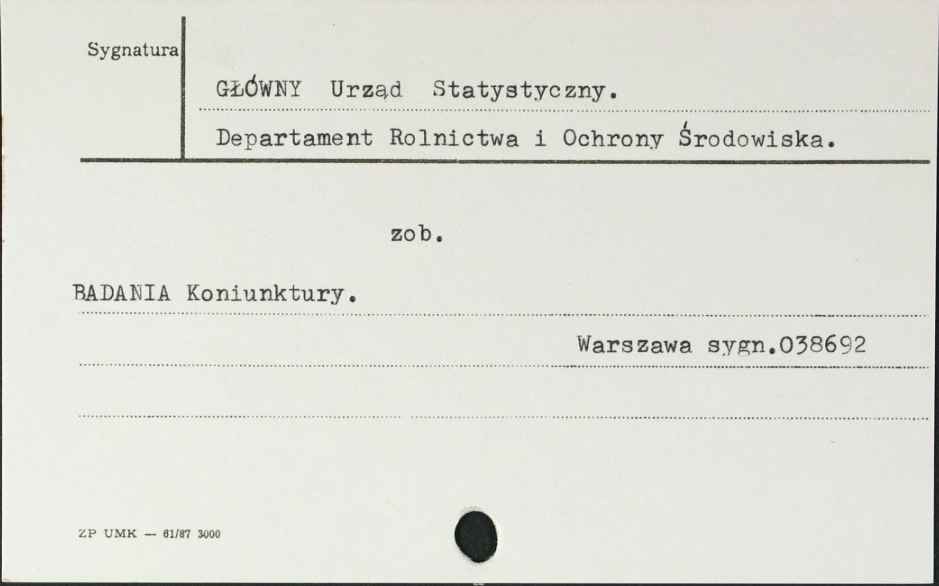 Sygnatura
GŁÓWNY Urząd Statystyczny.
Departament Rolnictwa i Ochrony Środowiska.
zob.
BADANIA Koniunktury.
Warszawa sygn.038692
ZP UMK — 61/87 3000